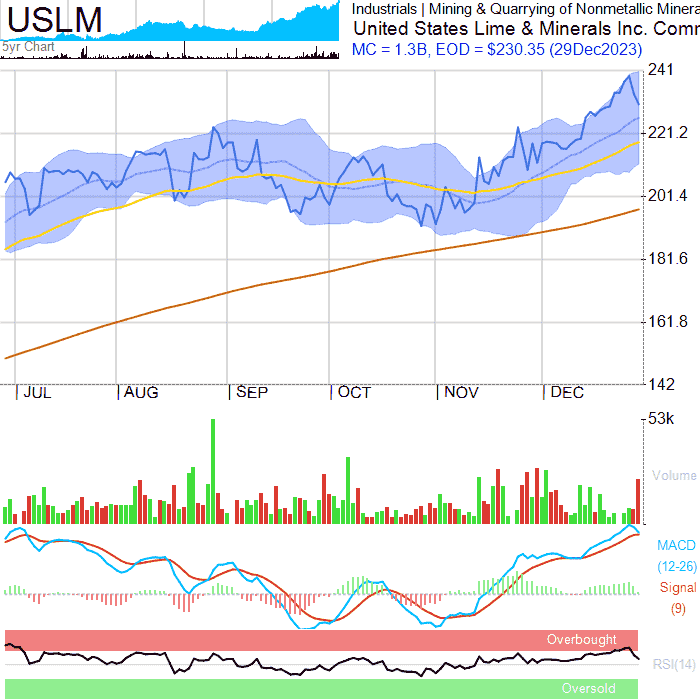 USLM
5yr Chart
Industrials | Mining & Quarrying of Nonmetallic Minera
United States Lime & Minerals Inc. Comr
MC = 1.3B, EOD = $230.35 (29Dec2023)
241
221.2
201.4
181.6
161.8
142
JUL AUG SEP OCT NOV DEC
53k
Volume
MACD
(12-26)
Signal
(9)
Overbought
RSI(14)
Oversold